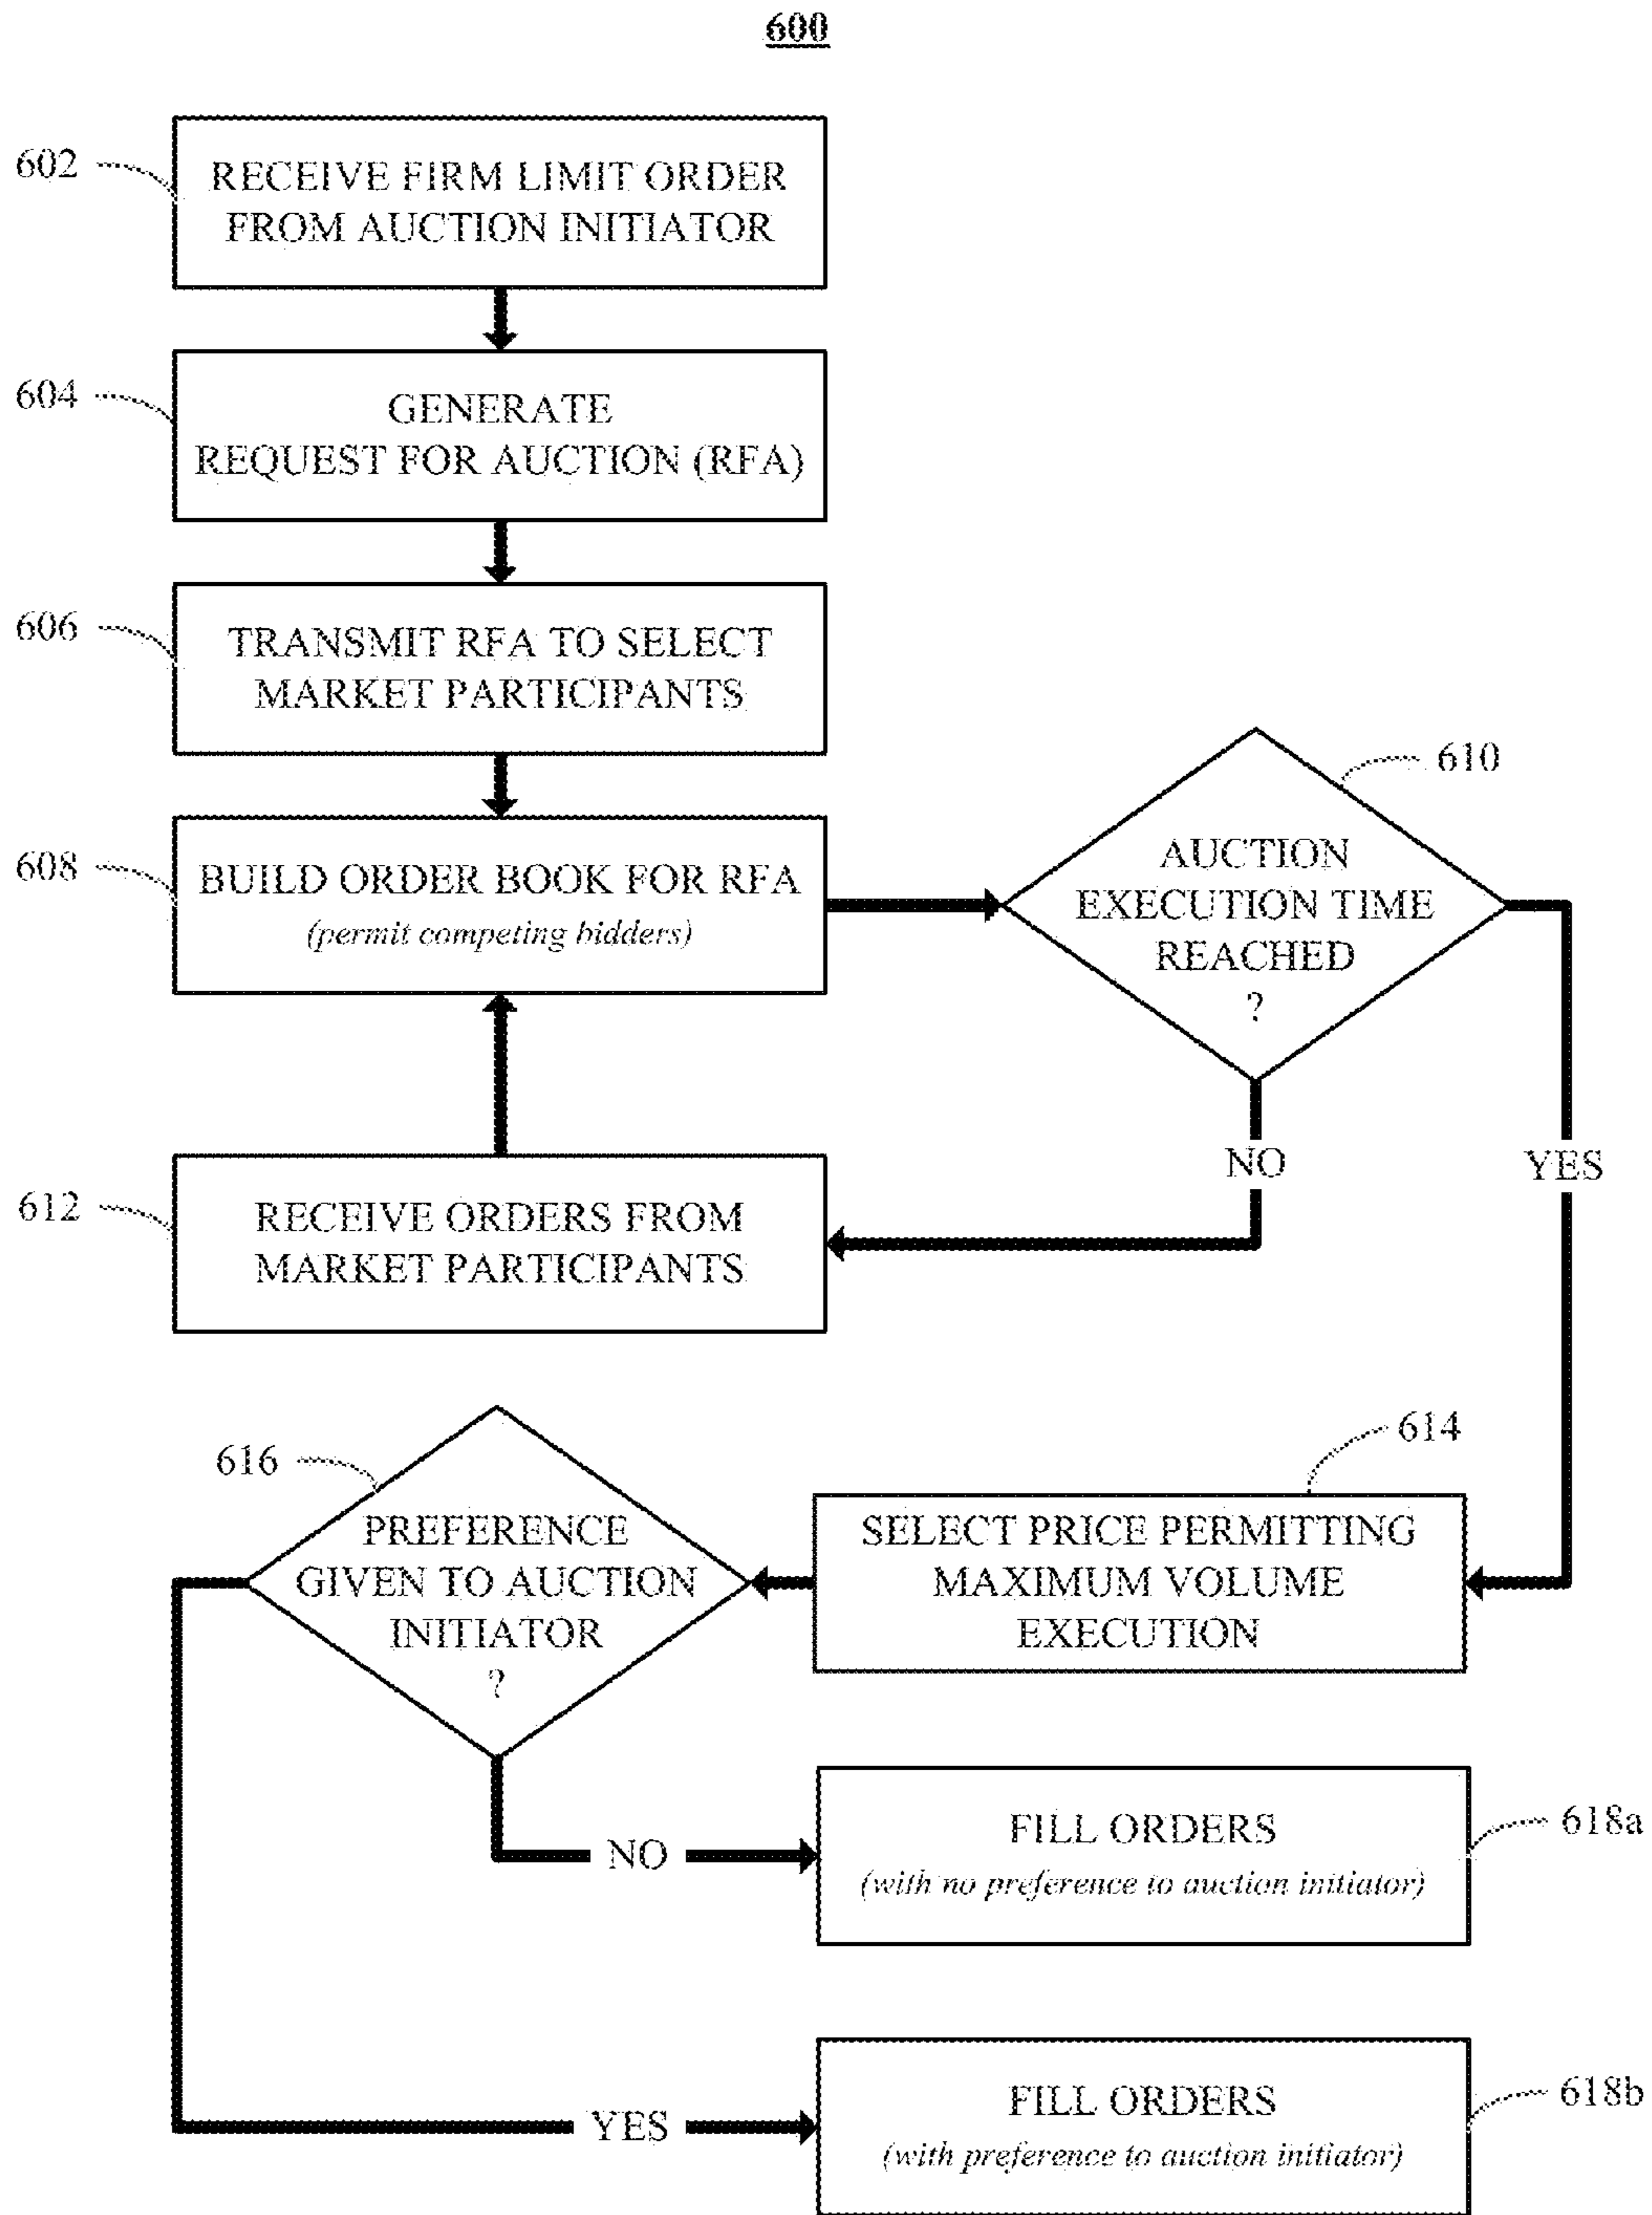 600
602
RECEIVE FIRM LIMIT ORDER
FROM AUCTION INITIATOR
604
GENERATE
REQUEST FOR AUCTION (RFA)
606
TRANSMIT RFA TO SELECT
MARKET PARTICIPANTS
608
BUILD ORDER BOOK FOR RFA
(permit competing bidders)
610
AUCTION
EXECUTION TIME
REACHED
?
NO
YES
612
RECEIVE ORDERS FROM
MARKET PARTICIPANTS
614
SELECT PRICE PERMITTING
MAXIMUM VOLUME
EXECUTION
616
PREFERENCE
GIVEN TO AUCTION
INITIATOR
?
NO
618a
FILL ORDERS
(with no preference to auction initiator)
YES
618b
FILL ORDERS
(with preference to auction initiator)